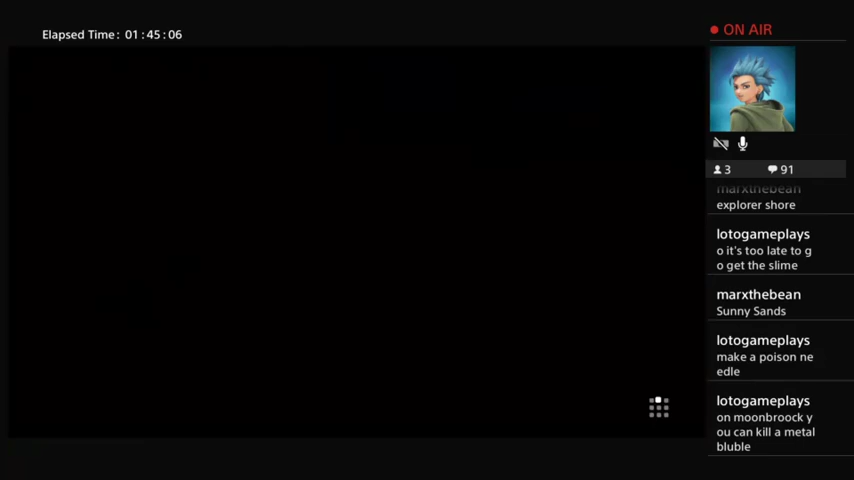 Elapsed Time: 01:45:06
ON AIR
3 91
marxthebean
explorer shore
lotogameplays
o it's too late to g
o get the slime
marxthebean
Sunny Sands
lotogameplays
make a poison ne
edle
lotogameplays
on moonbroock y
ou can kill a metal
bluble